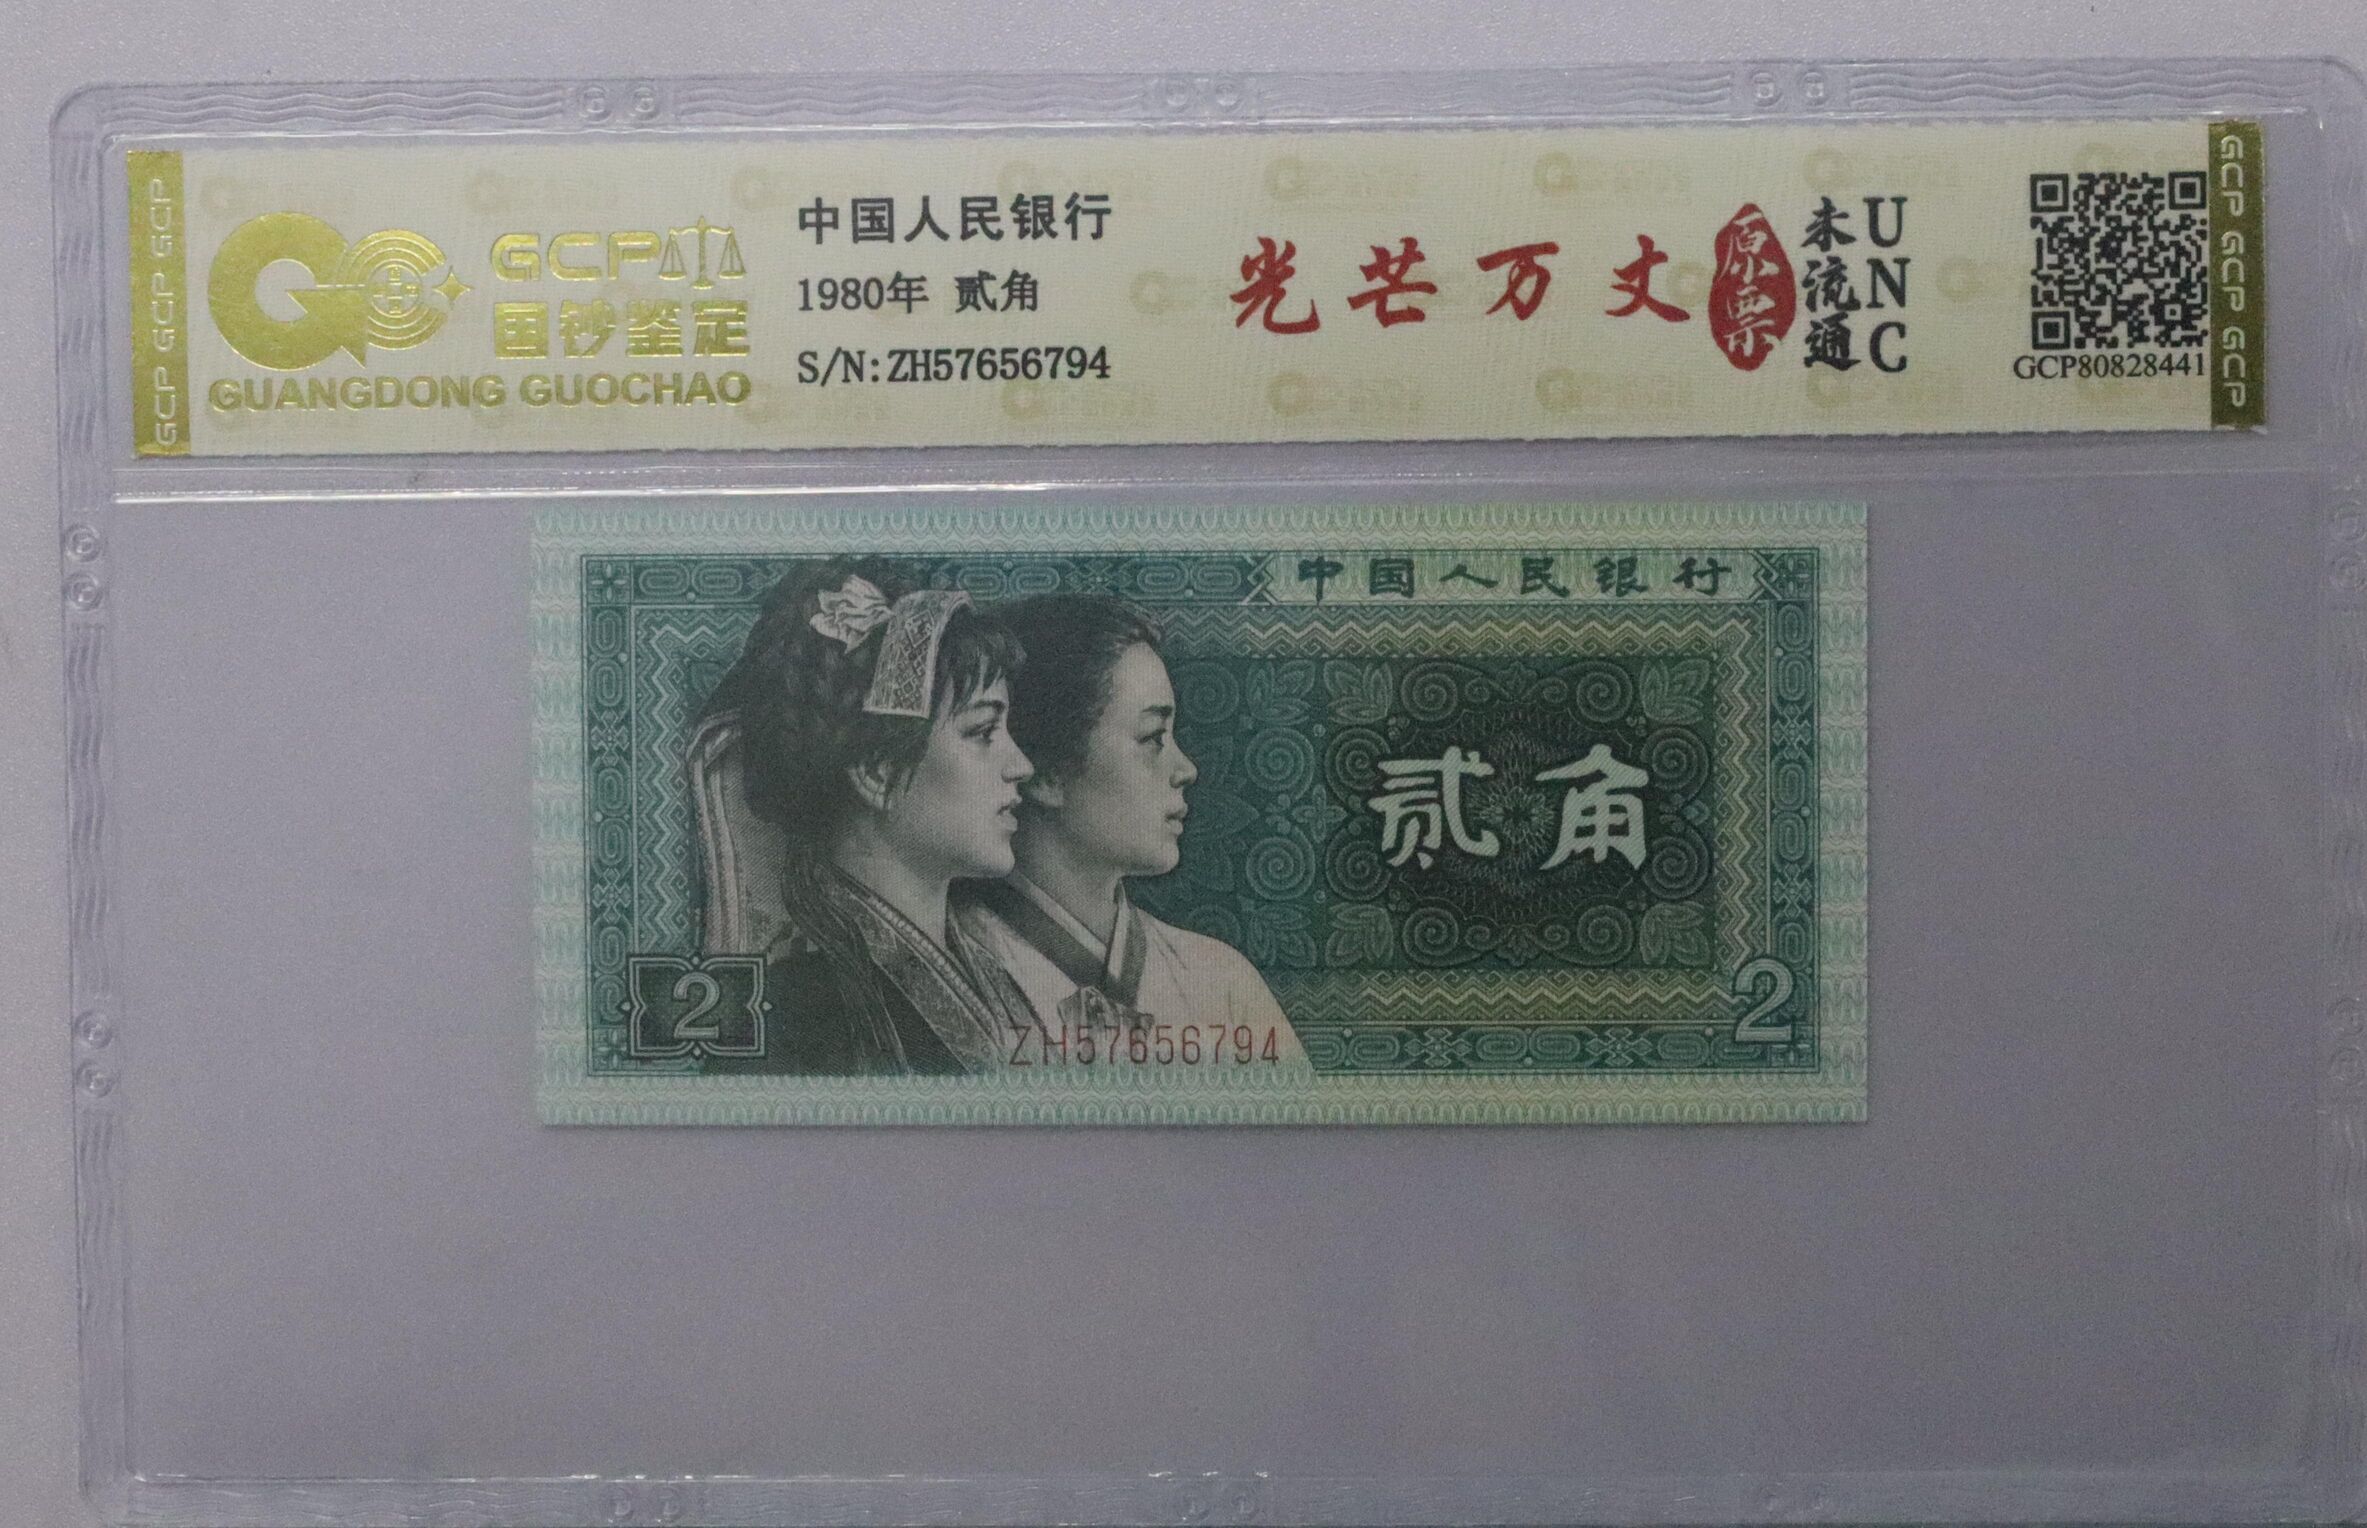 GCP GCP GCP
GCP
国钞鉴定
GUANGDONG GUOCHAO
中国人民银行
1980年 贰角
S/N:ZH57656794
光芒万丈
原票
未流通
UNC
GCP80828441
GCP GCP GCP
中国人民银行
贰角
2
2
ZH57656794